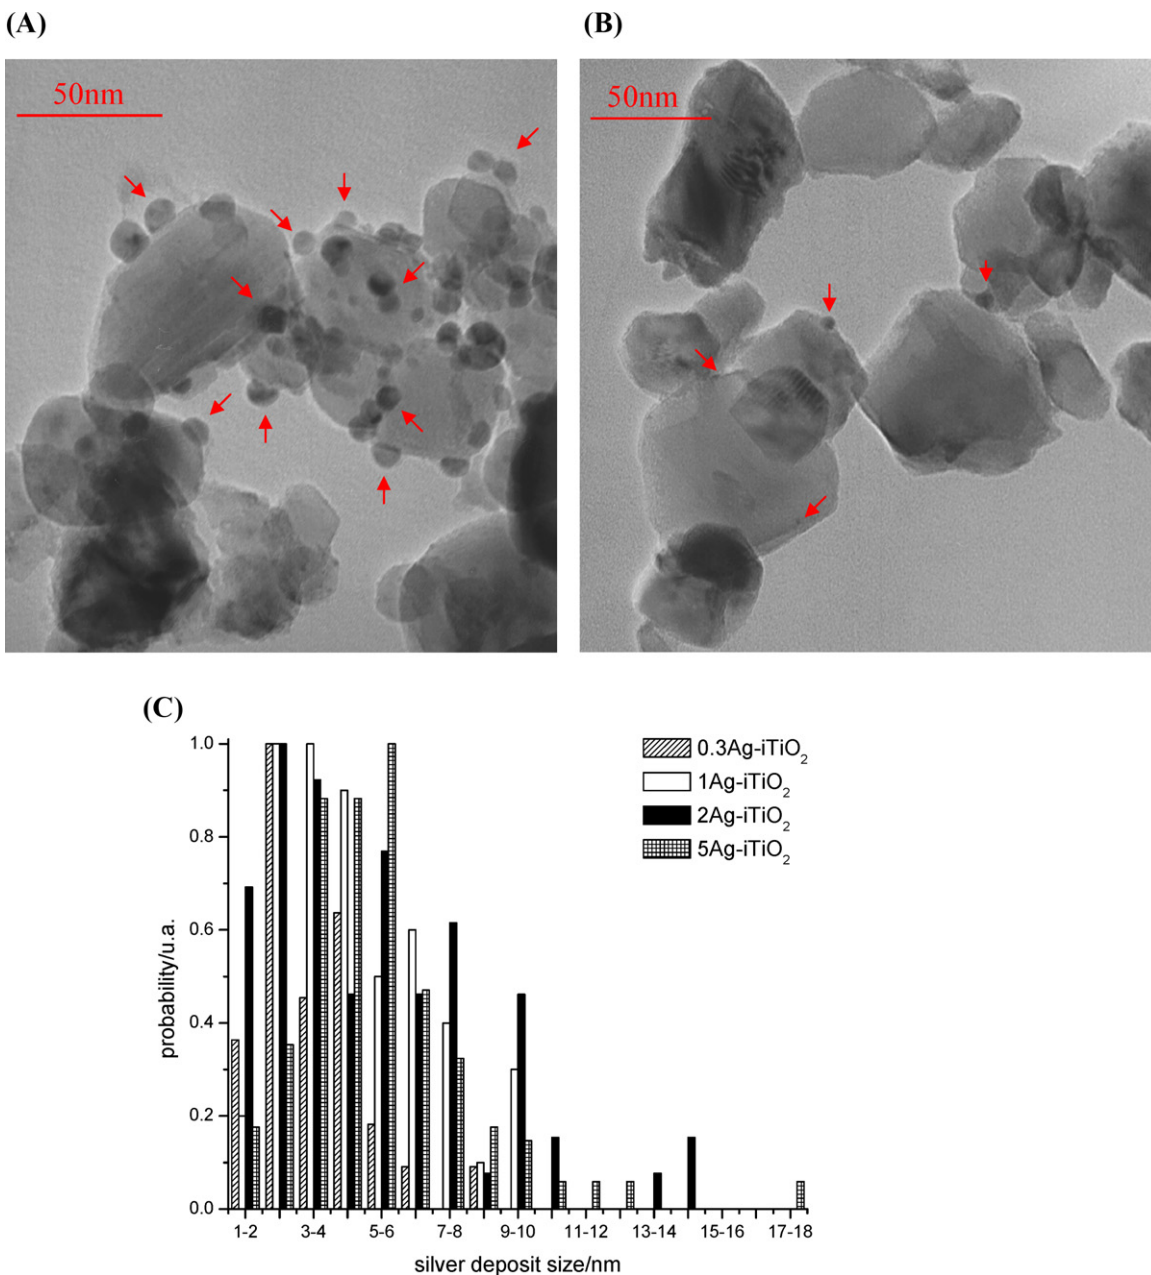 (A)
(B)
50nm
50nm
(C)
1.0
0.8
0.6
0.4
0.2
0.0
probability/u.a.
0.3Ag-iTiO₂
1Ag-iTiO₂
2Ag-iTiO₂
5Ag-iTiO₂
1-2
3-4
5-6
7-8
9-10
11-12
13-14
15-16
17-18
silver deposit size/nm